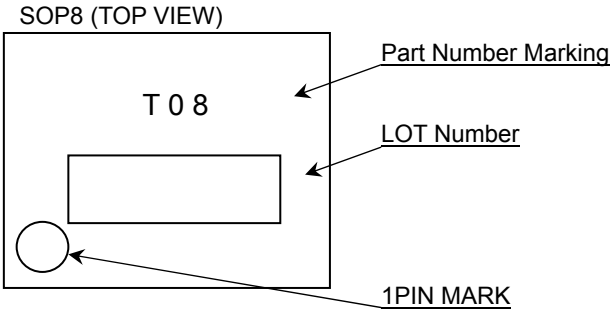 SOP8 (TOP VIEW)
Part Number Marking
T 0 8
LOT Number
1PIN MARK